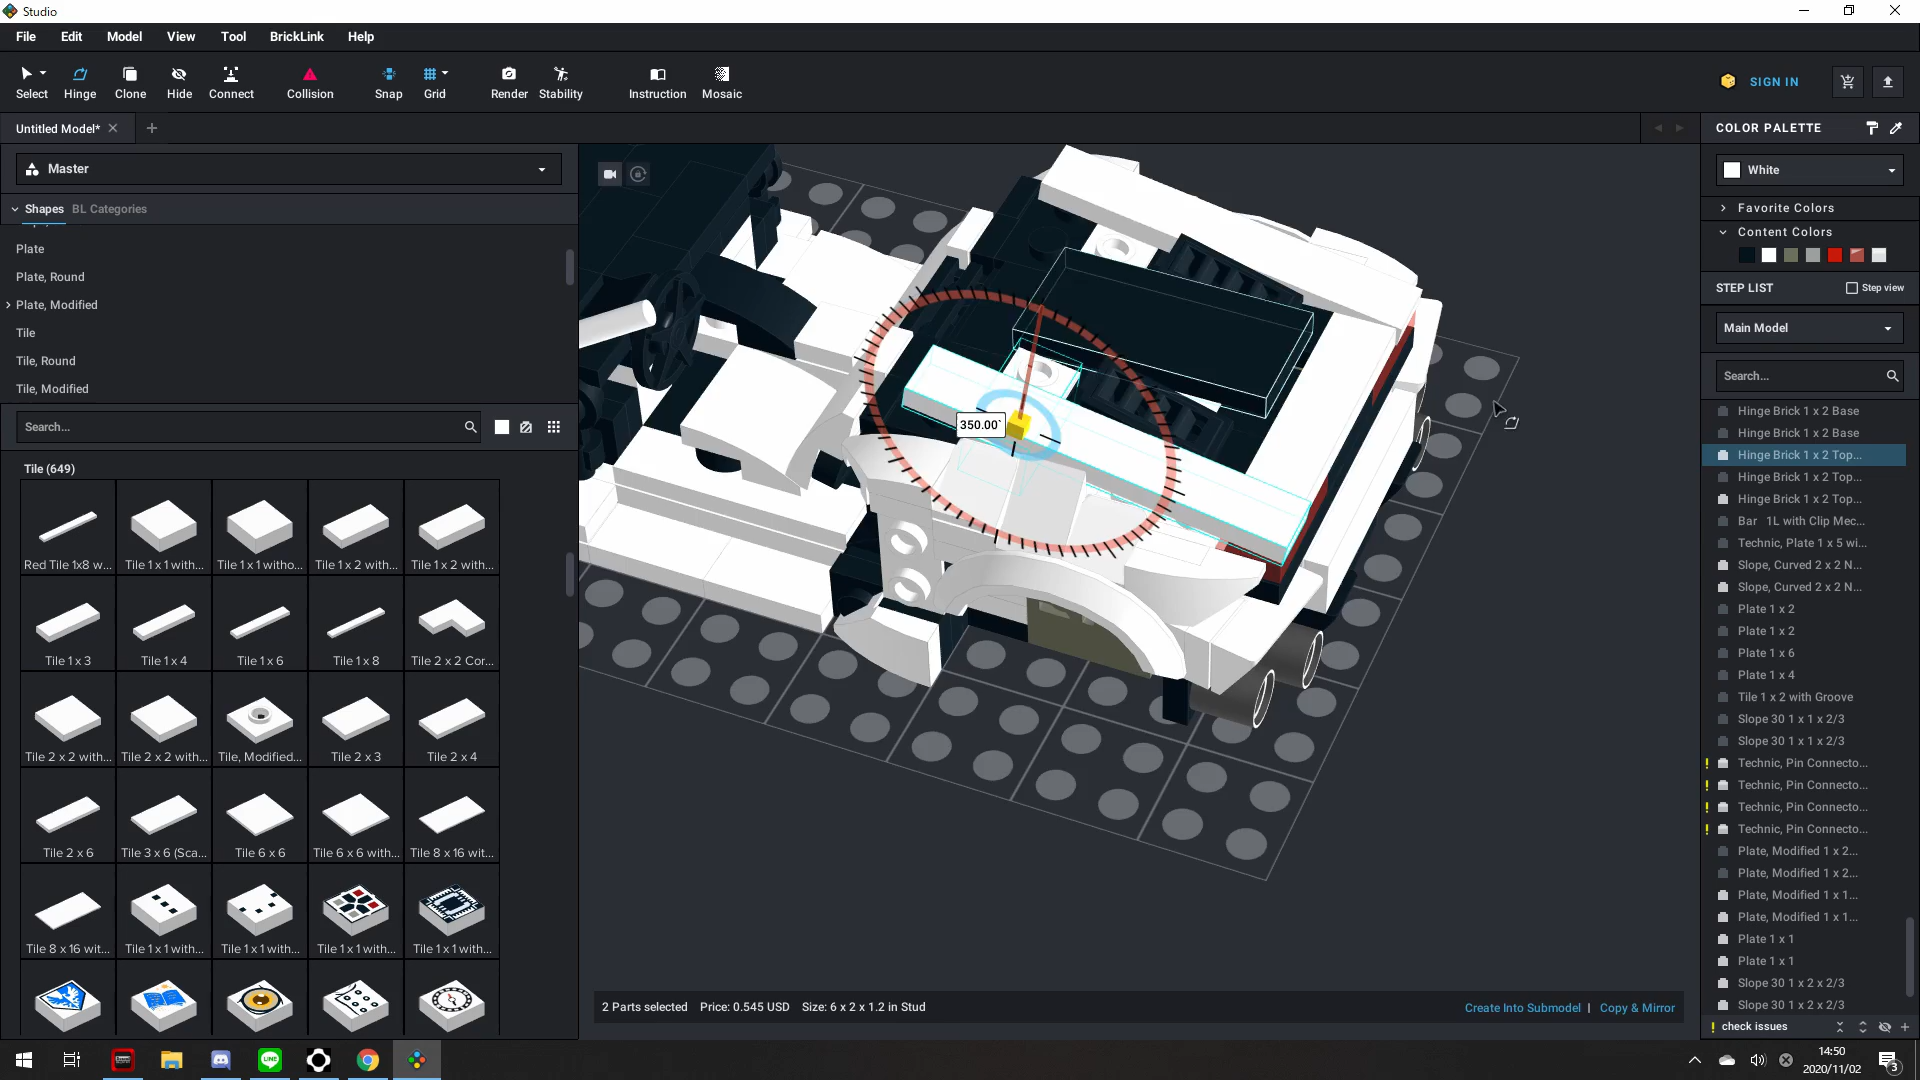 Studio
File Edit Model View Tool BrickLink Help
Select Hinge Clone Hide Connect Collision Snap Grid Render Stability Instruction Mosaic
SIGN IN
Untitled Model*
COLOR PALETTE
Master
White
Shapes BL Categories
Favorite Colors
Content Colors
Plate
Plate, Round
Plate, Modified
Tile
Tile, Round
Tile, Modified
STEP LIST Step view
Main Model
Search...
Search...
350.00°
Tile (649)
Red Tile 1x8 w... Tile 1 x 1 with... Tile 1 x 1 witho... Tile 1 x 2 with... Tile 1 x 2 with...
Tile 1 x 3 Tile 1 x 4 Tile 1 x 6 Tile 1 x 8 Tile 2 x 2 Cor...
Tile 2 x 2 with... Tile 2 x 2 with... Tile, Modified... Tile 2 x 3 Tile 2 x 4
Tile 2 x 6 Tile 3 x 6 (Sca... Tile 6 x 6 Tile 6 x 6 with... Tile 8 x 16 wit...
Tile 8 x 16 wit... Tile 1 x 1 with... Tile 1 x 1 with... Tile 1 x 1 with... Tile 1 x 1 with...
Hinge Brick 1 x 2 Base
Hinge Brick 1 x 2 Base
Hinge Brick 1 x 2 Top...
Hinge Brick 1 x 2 Top...
Hinge Brick 1 x 2 Top...
Bar 1L with Clip Mec...
Technic, Plate 1 x 5 wi...
Slope, Curved 2 x 2 N...
Slope, Curved 2 x 2 N...
Plate 1 x 2
Plate 1 x 2
Plate 1 x 6
Plate 1 x 4
Tile 1 x 2 with Groove
Slope 30 1 x 1 x 2/3
Slope 30 1 x 1 x 2/3
Technic, Pin Connecto...
Technic, Pin Connecto...
Technic, Pin Connecto...
Technic, Pin Connecto...
Plate, Modified 1 x 2...
Plate, Modified 1 x 2...
Plate, Modified 1 x 1...
Plate, Modified 1 x 1...
Plate 1 x 1
Plate 1 x 1
Slope 30 1 x 2 x 2/3
Slope 30 1 x 2 x 2/3
2 Parts selected Price: 0.545 USD Size: 6 x 2 x 1.2 in Stud
Create Into Submodel | Copy & Mirror
! check issues
LINE
14:50
2020/11/02
3